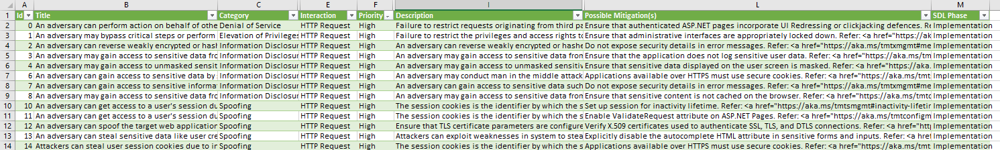 A B C E F I L M
1 Id Title Category Interaction Priority Description Possible Mitigation(s) SDL Phase
2 0 An adversary can perform action on behalf of othe Denial of Service HTTP Request High Failure to restrict requests originating from third pa Ensure that authenticated ASP.NET pages incorporate UI Redressing or clickjacking defences. Re Implementation
3 1 An adversary may bypass critical steps or perform Elevation of Privileges HTTP Request High Failure to restrict the privileges and access rights to Ensure that administrative interfaces are appropriately locked down. Refer: <a href="https://ak Implementation
4 2 An adversary can reverse weakly encrypted or hash Information Disclosur HTTP Request High An adversary can reverse weakly encrypted or hashe Do not expose security details in error messages. Refer: <a href="https://aka.ms/tmtxmgmt#me Implementation
5 3 An adversary may gain access to sensitive data fro Information Disclosur HTTP Request High An adversary may gain access to sensitive data from Ensure that the application does not log sensitive user data. Refer: <a href="https://aka.ms/tm Implementation
6 4 An adversary may gain access to unmasked sensit Information Disclosur HTTP Request High An adversary may gain access to unmasked sensitiv Ensure that sensitive data displayed on the user screen is masked. Refer: <a href="https://aka. Implementation
7 6 An adversary can gain access to sensitive data by Information Disclosur HTTP Request High An adversary may conduct man in the middle attack Applications available over HTTPS must use secure cookies. Refer: <a href="https://aka.ms/tmt Implementation
8 7 An adversary can gain access to sensitive informa Information Disclosur HTTP Request High An adversary can gain access to sensitive data such Do not expose security details in error messages. Refer: <a href="https://aka.ms/tmtxmgmt#me Implementation
9 8 An adversary may gain access to sensitive data fro Information Disclosur HTTP Request High An adversary may gain access to sensitive data from Ensure that sensitive content is not cached on the browser. Refer: <a href="https://aka.ms/tmtc Implementation
10 10 An adversary can get access to a user's session du Spoofing HTTP Request High The session cookies is the identifier by which the s Set up session for inactivity lifetime. Refer: <a href="https://aka.ms/tmtsmgmt#inactivity-lifetir Implementation
11 11 An adversary can get access to a user's session du Spoofing HTTP Request High The session cookies is the identifier by which the s Enable ValidateRequest attribute on ASP.NET Pages. Refer: <a href="https://aka.ms/tmtconfigm Implementation
12 12 An adversary can spoof the target web application Spoofing HTTP Request High Ensure that TLS certificate parameters are configure Verify X.509 certificates used to authenticate SSL, TLS, and DTLS connections. Refer: <a href="htt Implementation
13 13 An adversary can steal sensitive data like user cre Spoofing HTTP Request High Attackers can exploit weaknesses in system to stea Explicitly disable the autocomplete HTML attribute in sensitive forms and inputs. Refer: <a href= Implementation
14 14 Attackers can steal user session cookies due to ir Spoofing HTTP Request High The session cookies is the identifier by which the s Applications available over HTTPS must use secure cookies. Refer: <a href="https://aka.ms/tmt Implementation